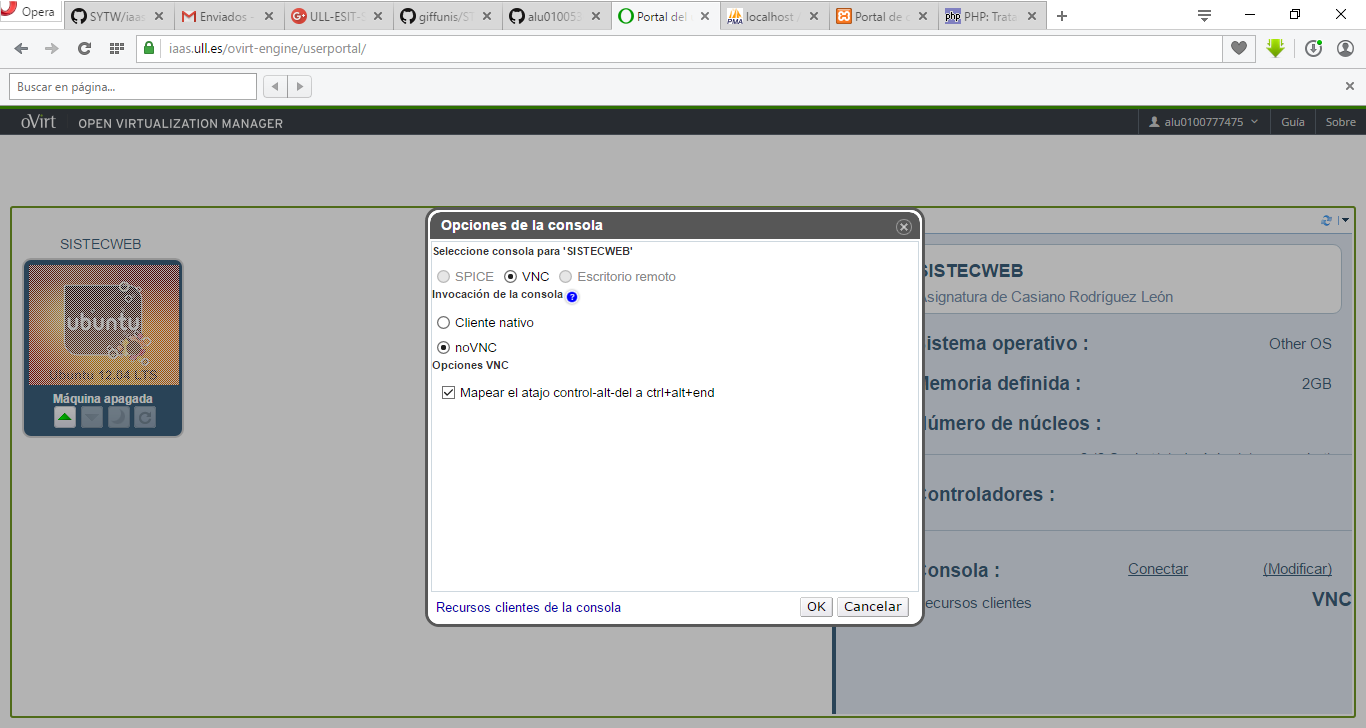 Opera
SYTW/iaas
Enviados -
ULL-ESIT-S
giffunis/ST
alu010053
Portal del
localhost /
Portal de
PHP: Trata
iaas.ull.es/ovirt-engine/userportal/
Buscar en página...
oVirt OPEN VIRTUALIZATION MANAGER
alu0100777475
Guía
Sobre
SISTECWEB
ubuntu
Ubuntu 12.04 LTS
Máquina apagada
Opciones de la consola
Seleccione consola para 'SISTECWEB'
SPICE VNC Escritorio remoto
Invocación de la consola ?
Cliente nativo
noVNC
Opciones VNC
Mapear el atajo control-alt-del a ctrl+alt+end
Recursos clientes de la consola
OK Cancelar
SISTECWEB
Asignatura de Casiano Rodríguez León
istema operativo : Other OS
Memoria definida : 2GB
úmero de núcleos :
ontroladores :
onsola : Conectar (Modificar)
ecursos clientes VNC